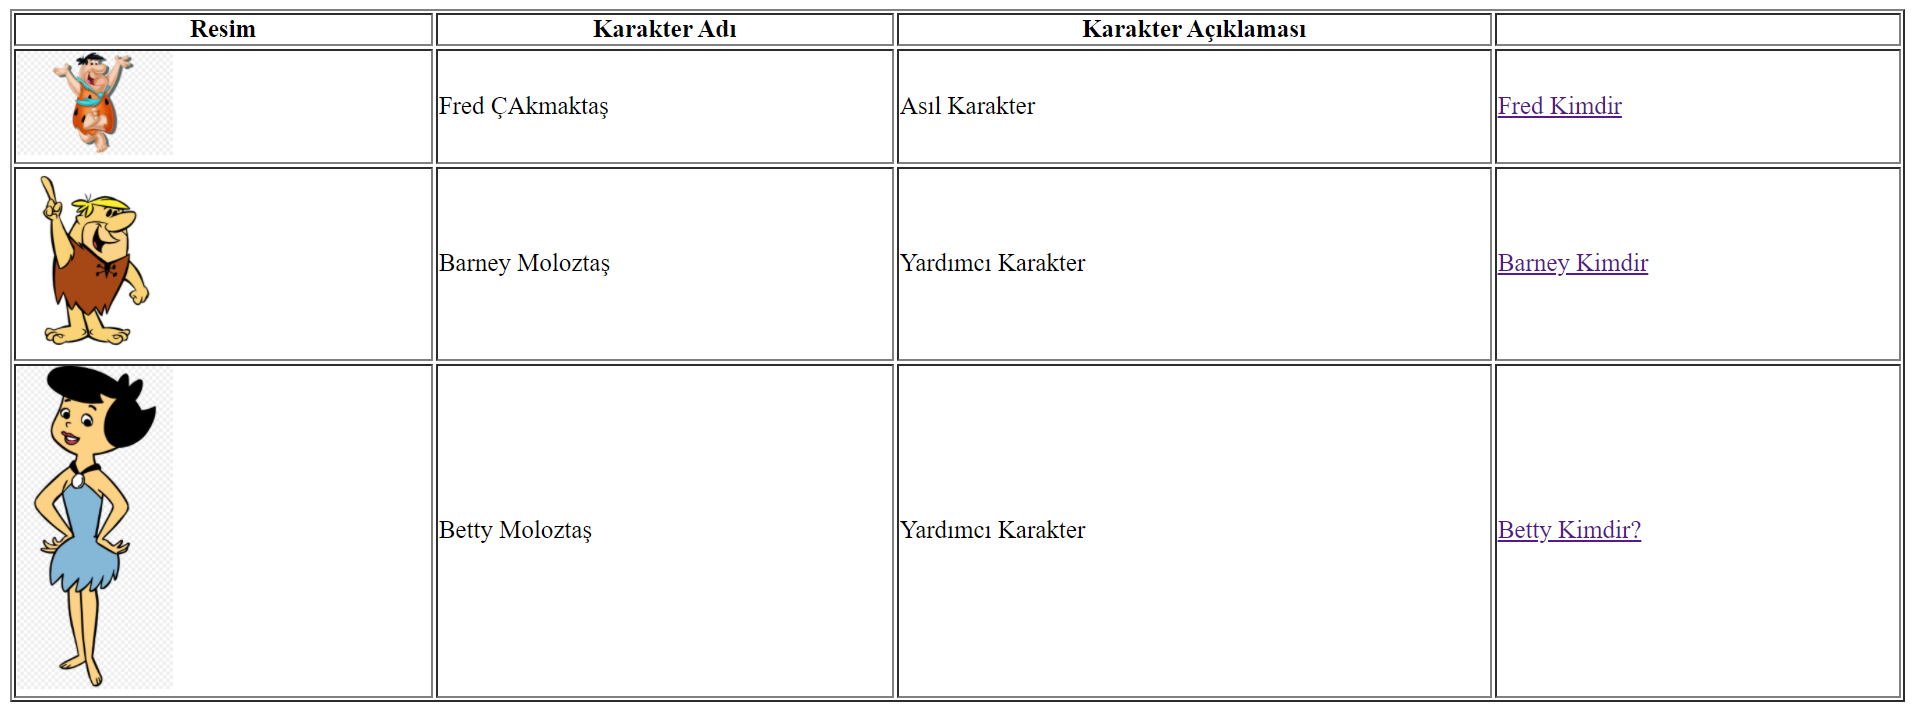 Resim Karakter Adı Karakter Açıklaması
Fred ÇAkmaktaş Asıl Karakter Fred Kimdir
Barney Moloztaş Yardımcı Karakter Barney Kimdir
Betty Moloztaş Yardımcı Karakter Betty Kimdir?